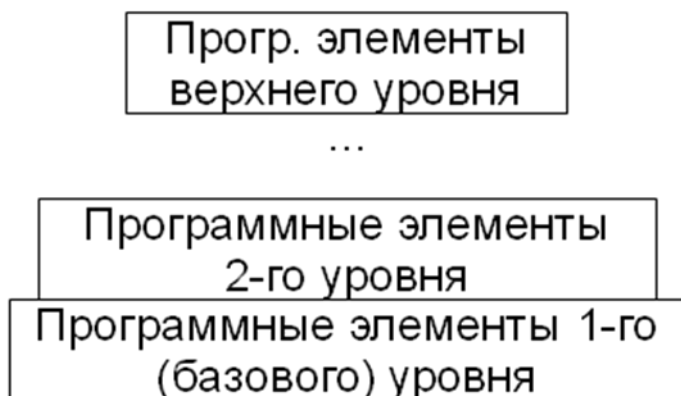 Прогр. элементы
верхнего уровня
...
Программные элементы
2-го уровня
Программные элементы 1-го
(базового) уровня